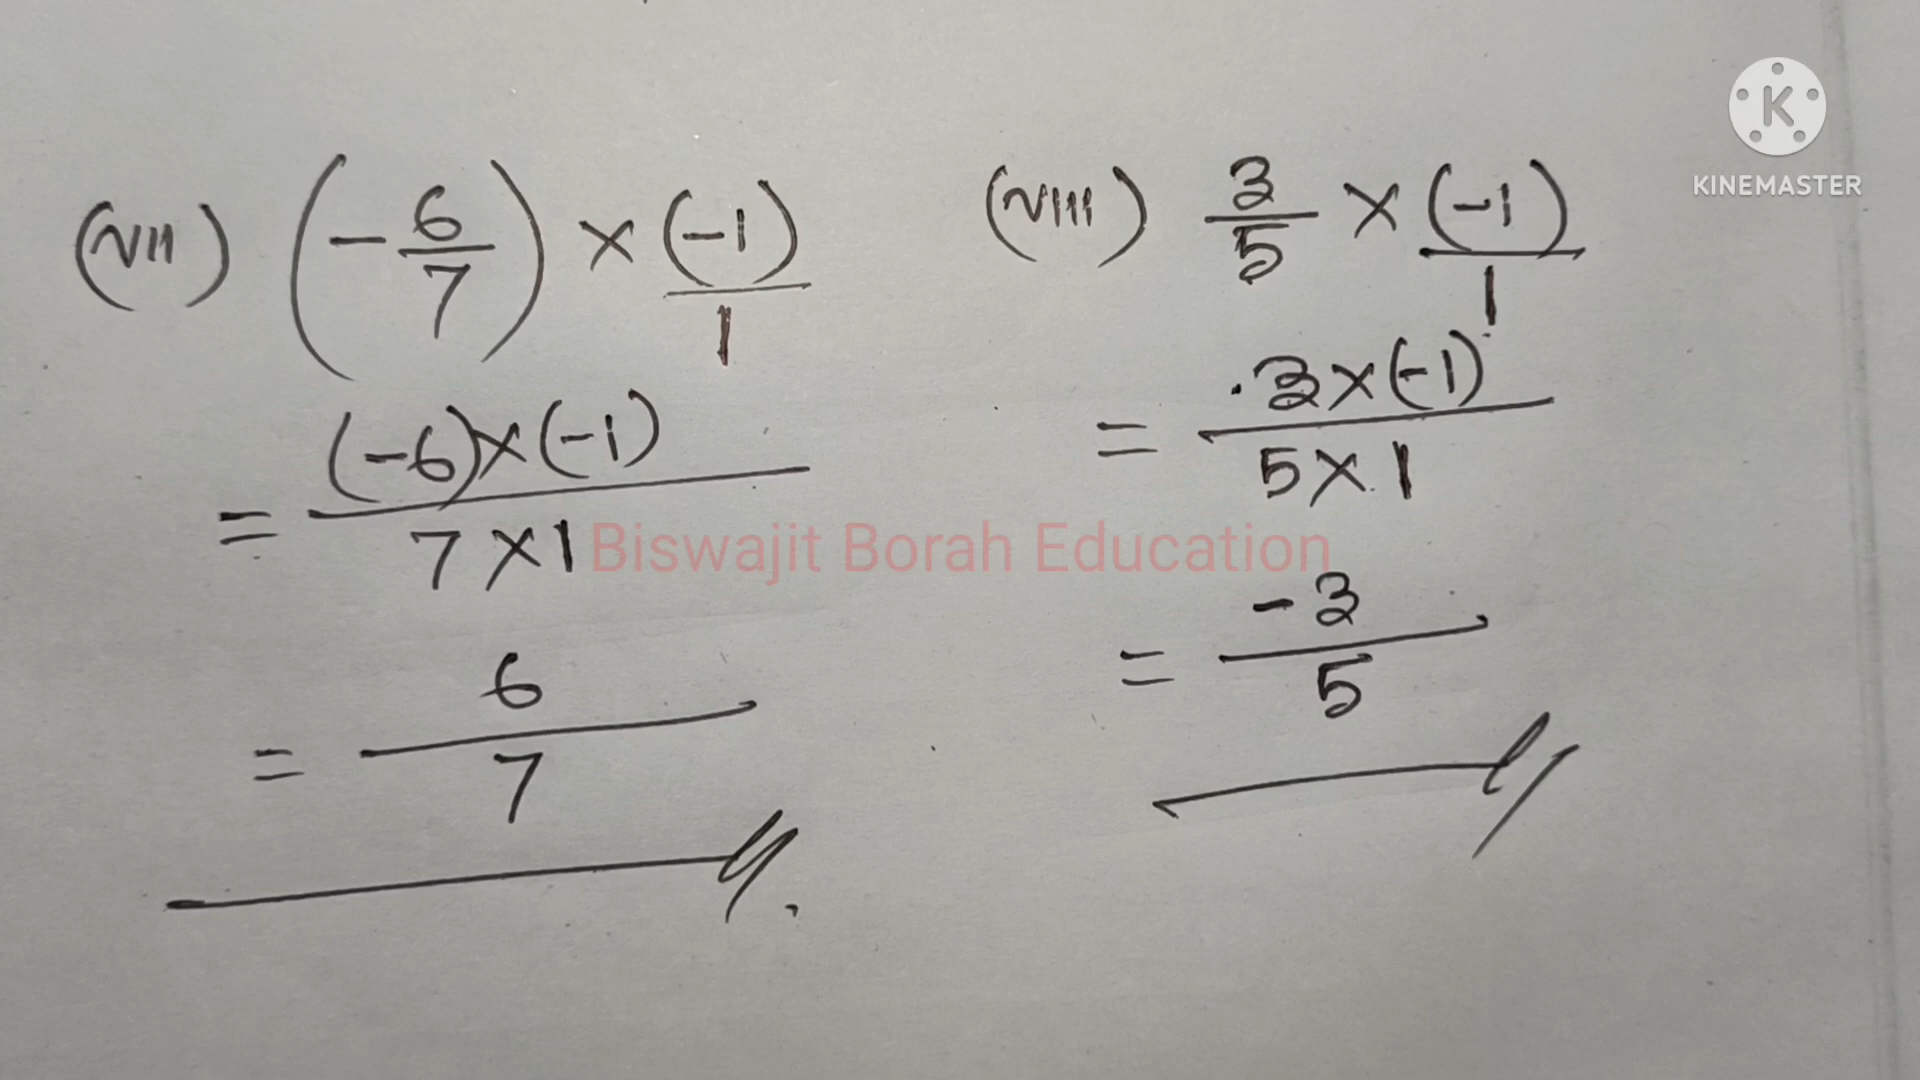 KINEMASTER
(vii) (-6/7) × (-1)/1
= (-6)×(-1)/7×1
= 6/7
(viii) 3/5 × (-1)/1
= 3×(-1)/5×1
= -3/5
Biswajit Borah Education